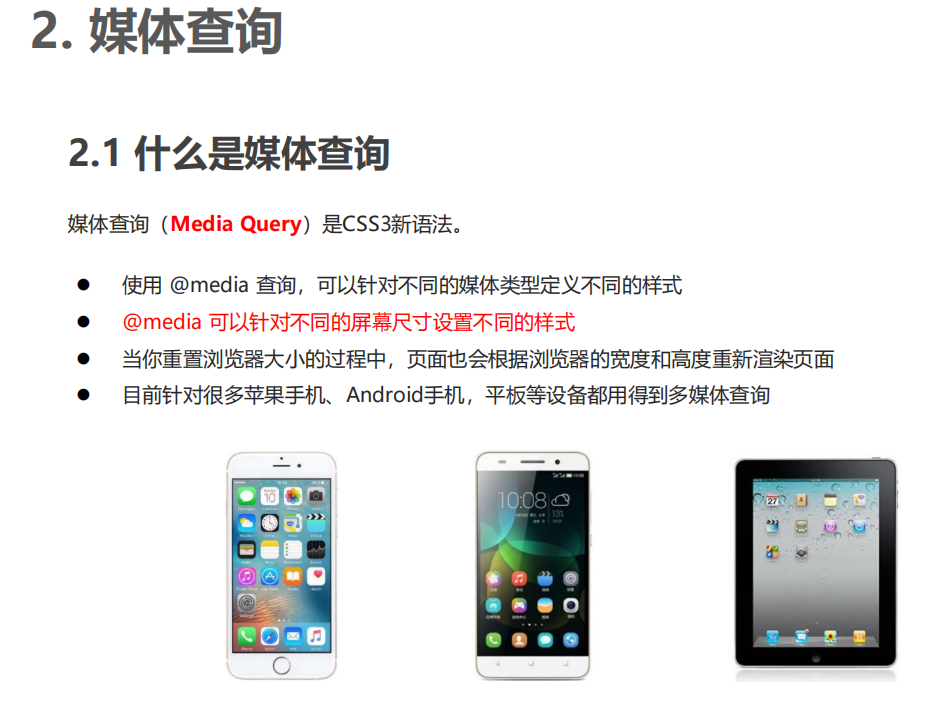 2. 媒体查询
2.1 什么是媒体查询
媒体查询（Media Query）是CSS3新语法。
● 使用 @media 查询，可以针对不同的媒体类型定义不同的样式
● @media 可以针对不同的屏幕尺寸设置不同的样式
● 当你重置浏览器大小的过程中，页面也会根据浏览器的宽度和高度重新渲染页面
● 目前针对很多苹果手机、Android手机，平板等设备都用得到多媒体查询
10:08
27